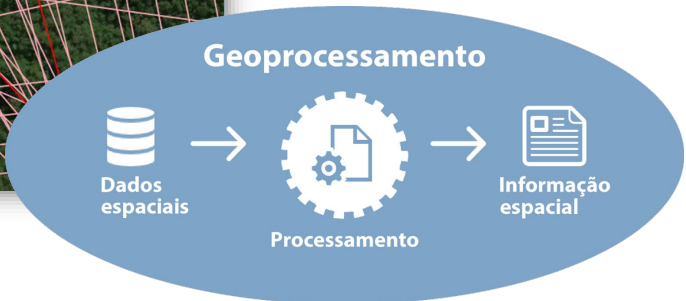 Geoprocessamento
Dados
espaciais
Processamento
Informação
espacial